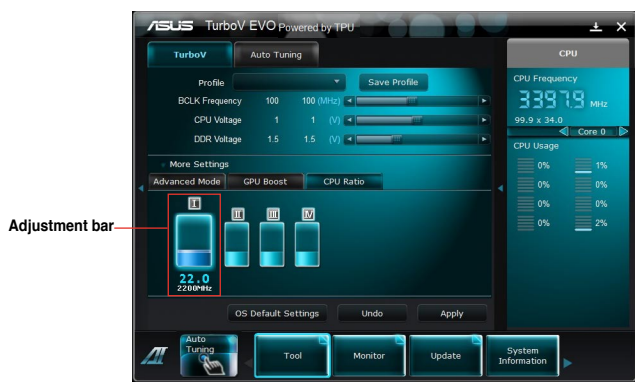 ASUS TurboV EVO Powered by TPU
TurboV Auto Tuning
Profile Save Profile
BCLK Frequency 100 100 (MHz)
CPU Voltage 1 1 (V)
DDR Voltage 1.5 1.5 (V)
More Settings
Advanced Mode GPU Boost CPU Ratio
I II III IV
Adjustment bar
22.0
2200MHz
OS Default Settings Undo Apply
CPU
CPU Frequency
3397.9 MHz
99.9 x 34.0
Core 0
CPU Usage
0% 1%
0% 0%
0% 0%
0% 2%
AI
Auto Tuning
Tool Monitor Update System Information